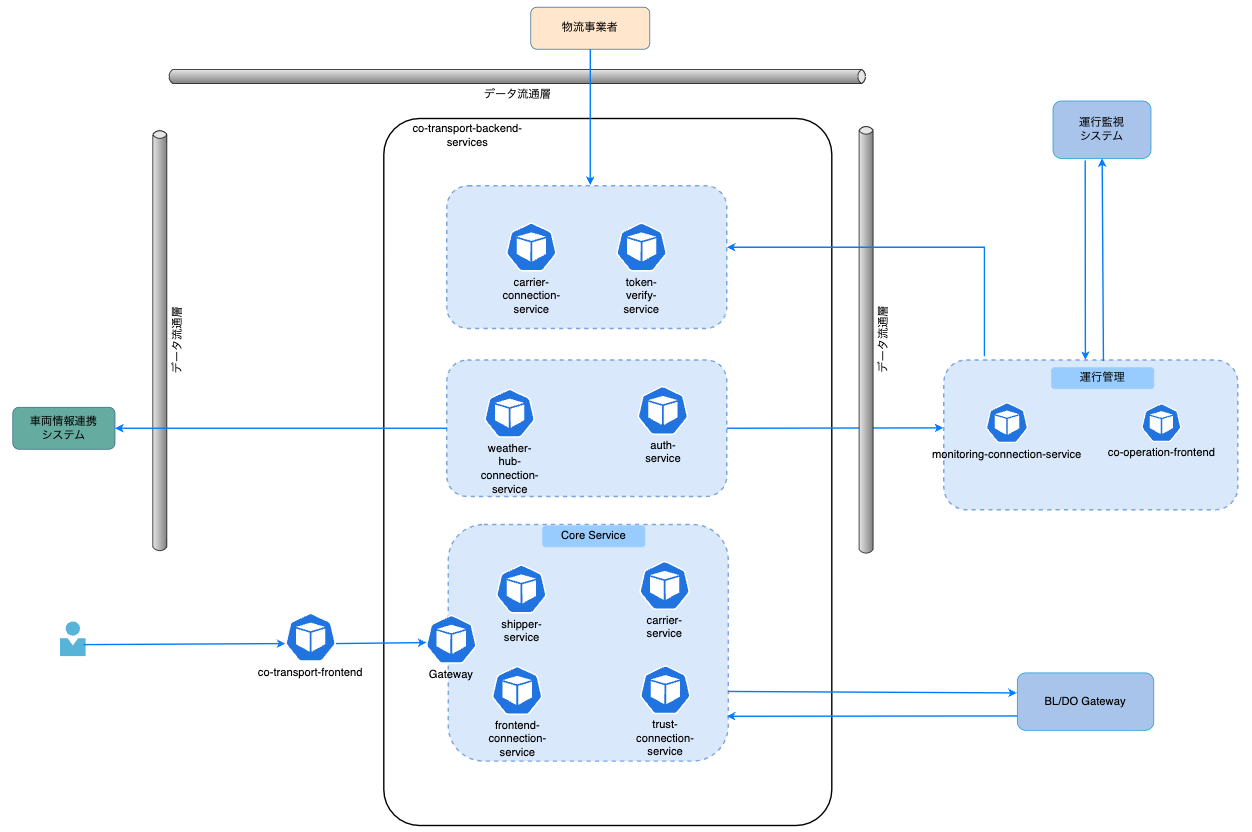 物流事業者
データ流通層
co-transport-backend-
services
運行監視
システム
carrier-
connection-
service
token-
verify-
service
データ流通層
データ流通層
運行管理
車両情報連携
システム
weather-
hub-
connection-
service
auth-
service
monitoring-connection-service
co-operation-frontend
Core Service
shipper-
service
carrier-
service
co-transport-frontend
Gateway
frontend-
connection-
service
trust-
connection-
service
BL/DO Gateway